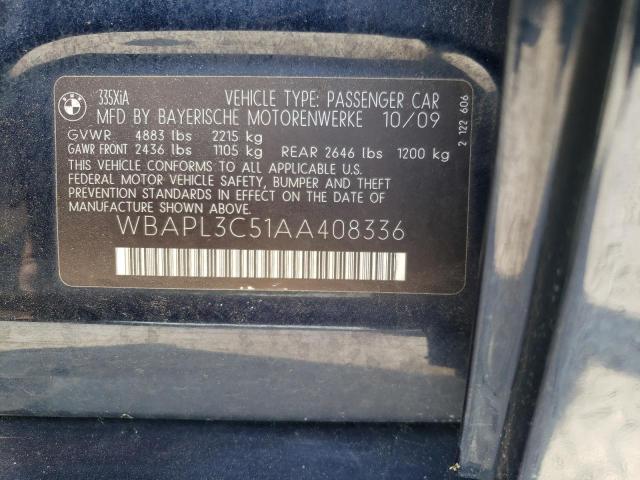 BMW
335XiA
VEHICLE TYPE: PASSENGER CAR
MFD BY BAYERISCHE MOTORENWERKE 10/09
GVWR 4883 lbs 2215 kg
GAWR FRONT 2436 lbs 1105 kg REAR 2646 lbs 1200 kg
THIS VEHICLE CONFORMS TO ALL APPLICABLE U.S.
FEDERAL MOTOR VEHICLE SAFETY, BUMPER AND THEFT
PREVENTION STANDARDS IN EFFECT ON THE DATE OF
MANUFACTURE SHOWN ABOVE.
WBAPL3C51AA408336
2 122 606